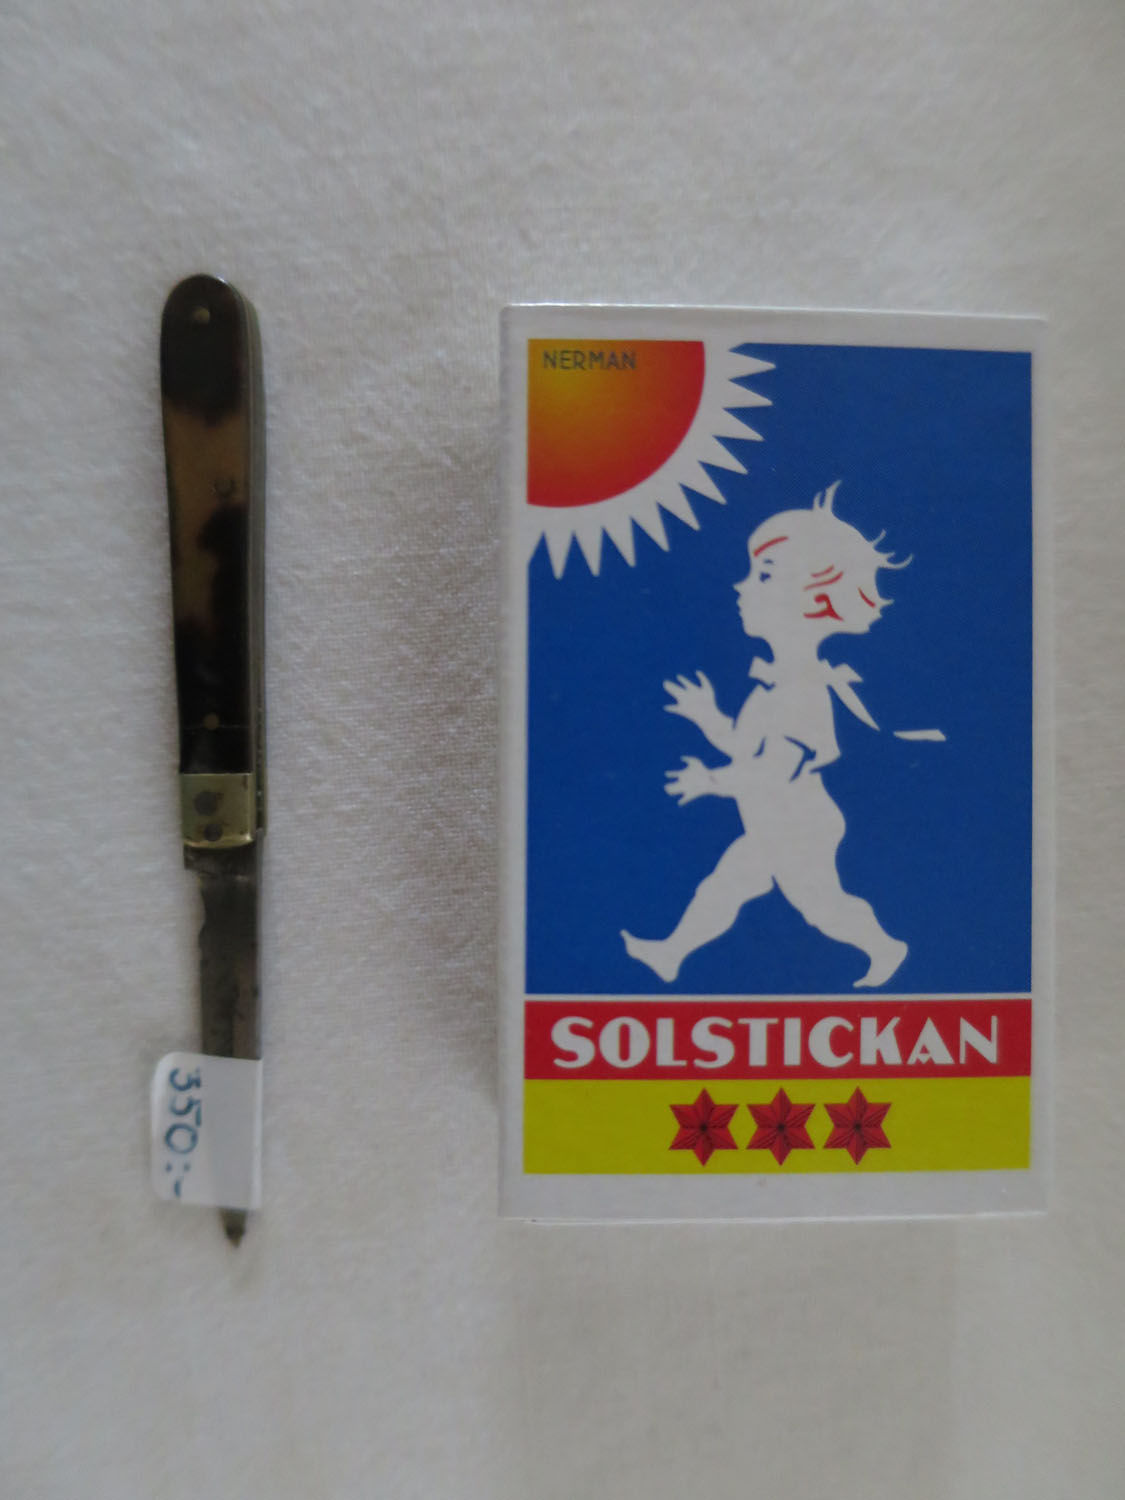 NERMAN
SOLSTICKAN
350:-